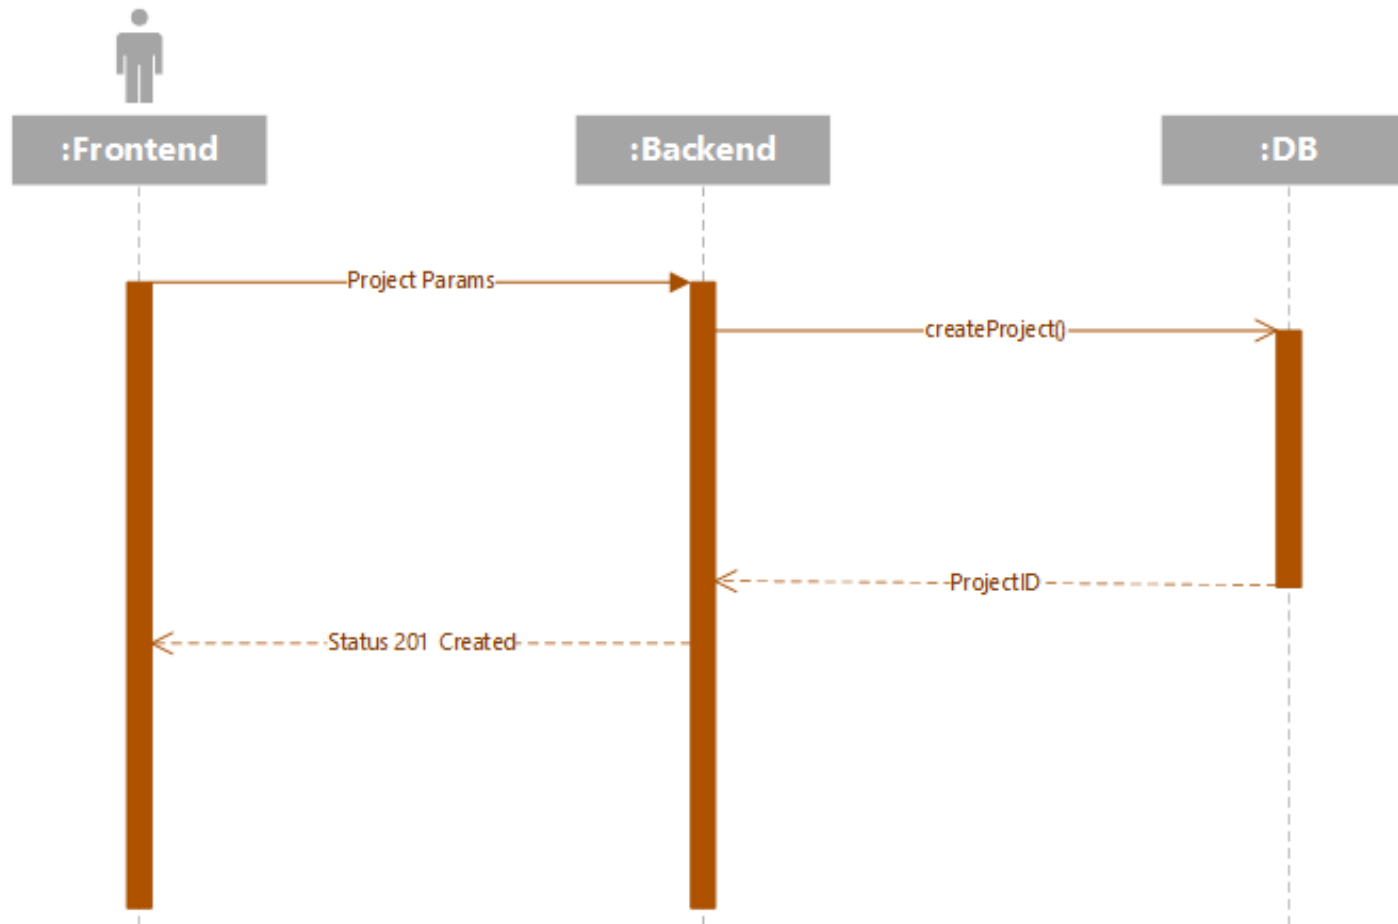 :Frontend
:Backend
:DB
Project Params
createProject()
ProjectID
Status 201 Created